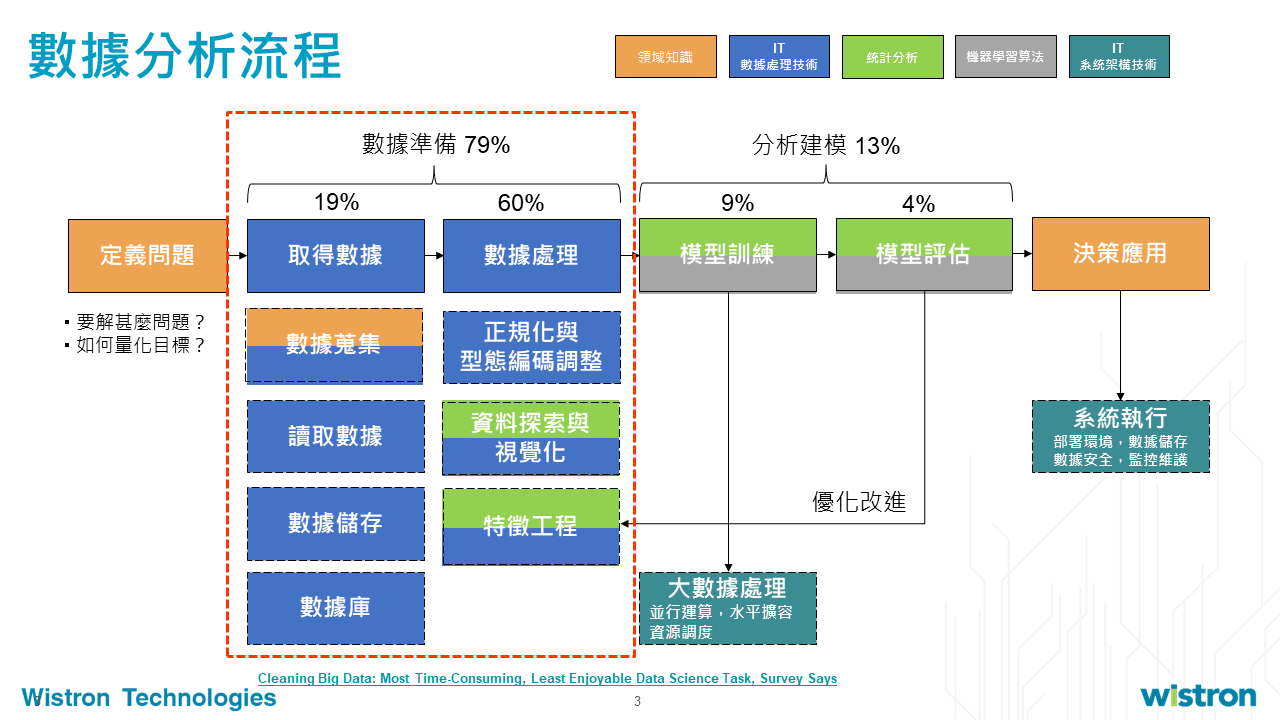 數據分析流程
領域知識
IT
數據處理技術
統計分析
機器學習算法
IT
系統架構技術
數據準備 79%
分析建模 13%
19%
60%
9%
4%
定義問題
取得數據
數據處理
模型訓練
模型評估
決策應用
▪ 要解甚麼問題？
▪ 如何量化目標？
數據蒐集
正規化與
型態編碼調整
讀取數據
資料探索與
視覺化
系統執行
部署環境，數據儲存
數據安全，監控維護
數據儲存
特徵工程
優化改進
數據庫
大數據處理
並行運算，水平擴容
資源調度
Cleaning Big Data: Most Time-Consuming, Least Enjoyable Data Science Task, Survey Says
Wistron Technologies
3
wistron